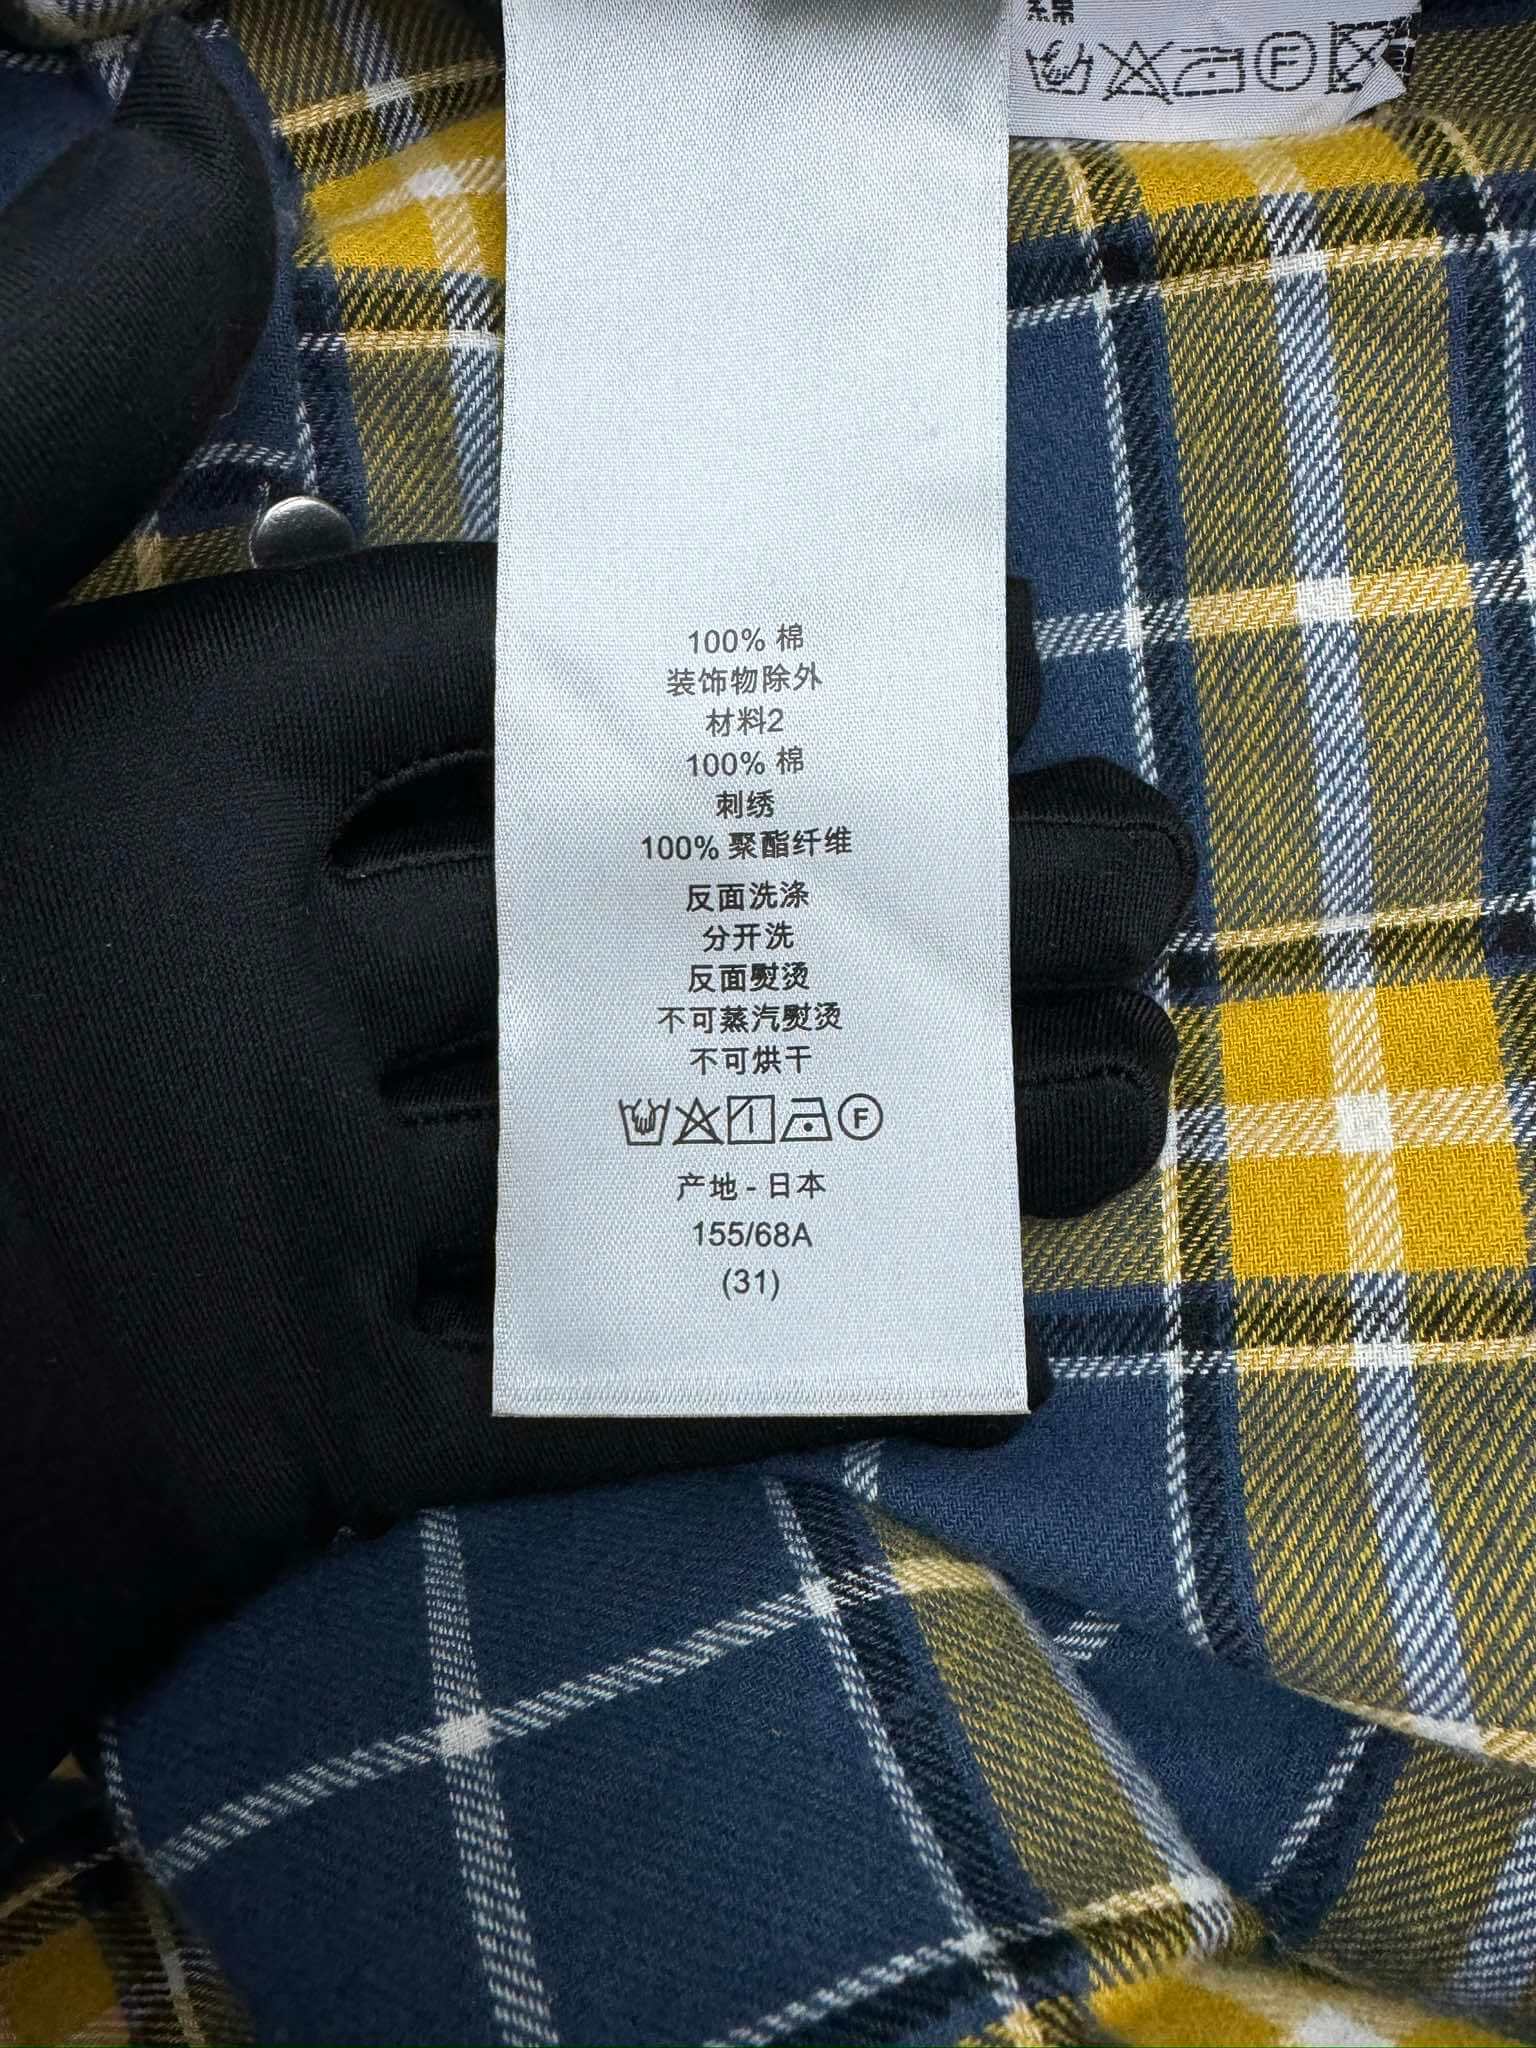 綿
F
100% 棉
装饰物除外
材料2
100% 棉
刺绣
100% 聚酯纤维
反面洗涤
分开洗
反面熨烫
不可蒸汽熨烫
不可烘干
F
产地 - 日本
155/68A
(31)